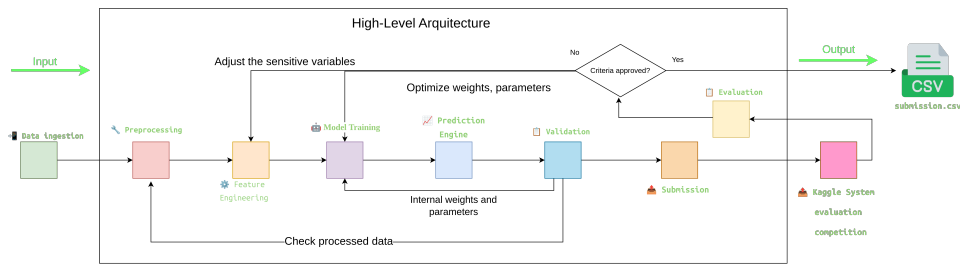 High-Level Arquitecture
Input
Output
No
Yes
Criteria approved?
Adjust the sensitive variables
Optimize weights, parameters
CSV
submission.csv
Evaluation
Data ingestion
Preprocessing
Model Training
Prediction
Engine
Validation
Feature
Engineering
Submission
Kaggle System
evaluation
competition
Internal weights and
parameters
Check processed data